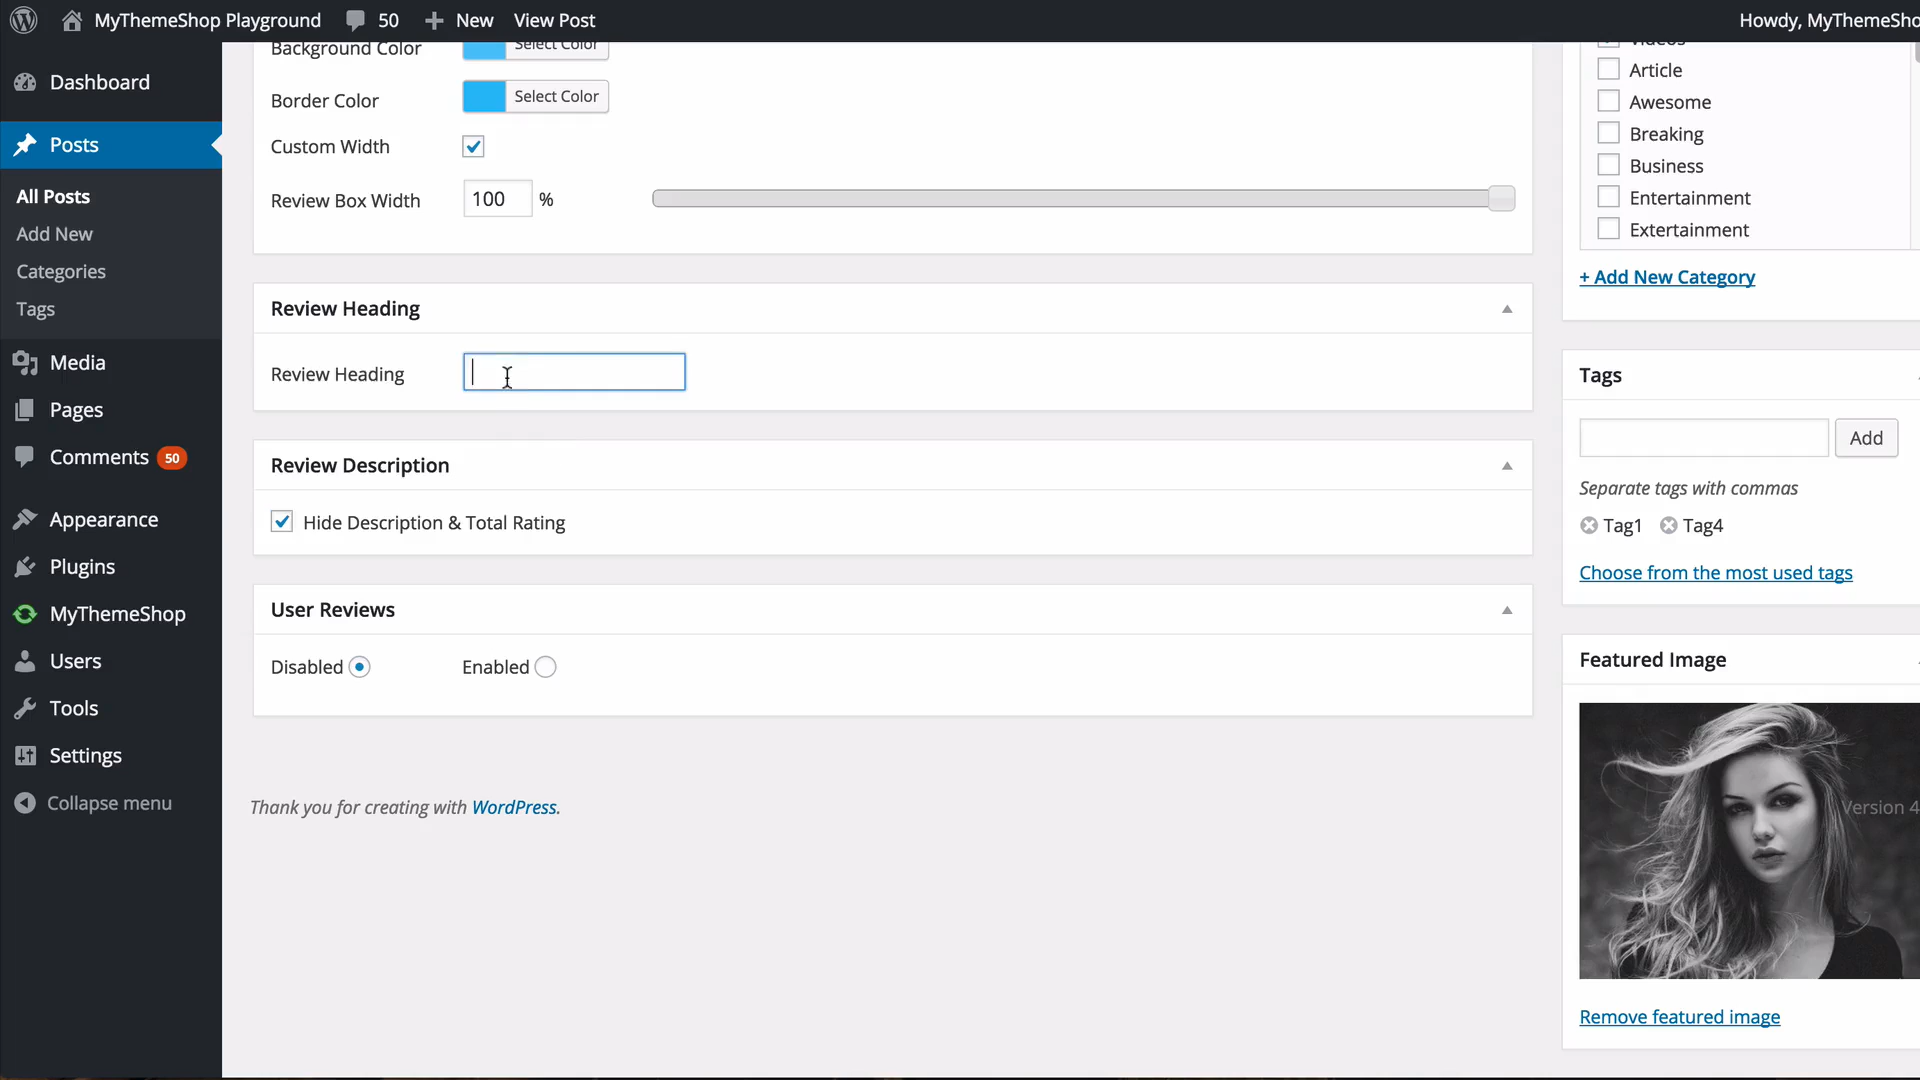 MyThemeShop Playground 50 New View Post Howdy, MyThemeSho
Dashboard
Posts
All Posts
Add New
Categories
Tags
Media
Pages
Comments 50
Appearance
Plugins
MyThemeShop
Users
Tools
Settings
Collapse menu
Background Color Select Color
Border Color Select Color
Custom Width
Review Box Width 100 %
Review Heading
Review Heading
Review Description
Hide Description & Total Rating
User Reviews
Disabled Enabled
Thank you for creating with WordPress.
Videos
Article
Awesome
Breaking
Business
Entertainment
Extertainment
+ Add New Category
Tags
Add
Separate tags with commas
Tag1 Tag4
Choose from the most used tags
Featured Image
Version 4
Remove featured image